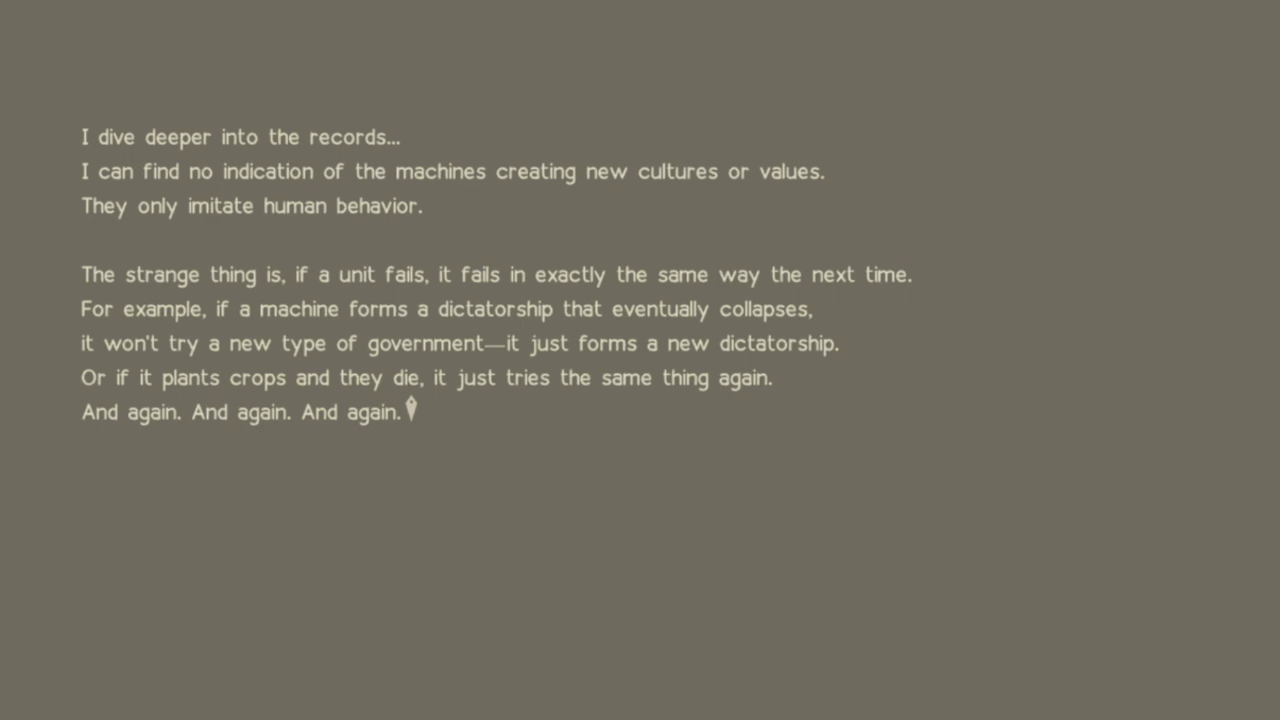 I dive deeper into the records...
I can find no indication of the machines creating new cultures or values.
They only imitate human behavior.
The strange thing is, if a unit fails, it fails in exactly the same way the next time.
For example, if a machine forms a dictatorship that eventually collapses,
it won't try a new type of government—it just forms a new dictatorship.
Or if it plants crops and they die, it just tries the same thing again.
And again. And again. And again.